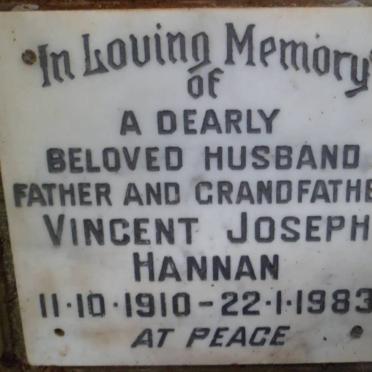 In Loving Memory
of
A DEARLY
BELOVED HUSBAND
FATHER AND GRANDFATHE
VINCENT JOSEPH
HANNAN
11·10·1910-22·1·1983
AT PEACE